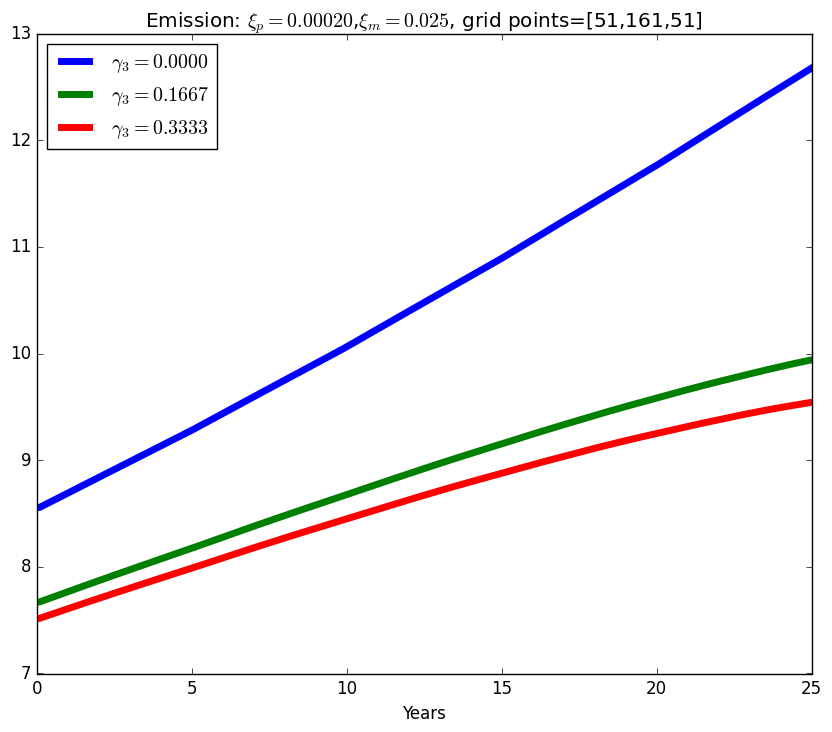 Emission: ξp = 0.00020,ξm = 0.025, grid points=[51,161,51]
13
12
11
10
9
8
7
γ3 = 0.0000
γ3 = 0.1667
γ3 = 0.3333
0 5 10 15 20 25
Years